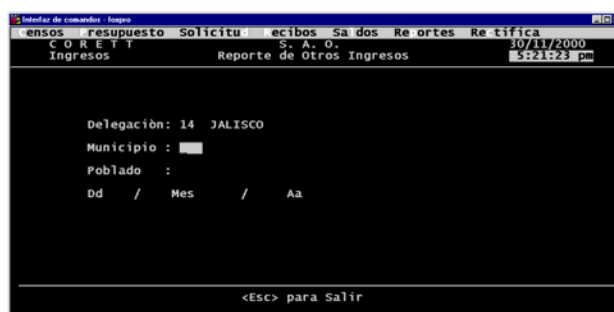 Interfaz de comandos - foxpro
ensos resupuesto Solicitu ecibos Sa dos Re ortes Re tifica
C O R E T T S. A. O. 30/11/2000
Ingresos Reporte de Otros Ingresos 5:21:23 pm
Delegaciòn: 14 JALISCO
Municipio :
Poblado :
Dd / Mes / Aa
<Esc> para Salir